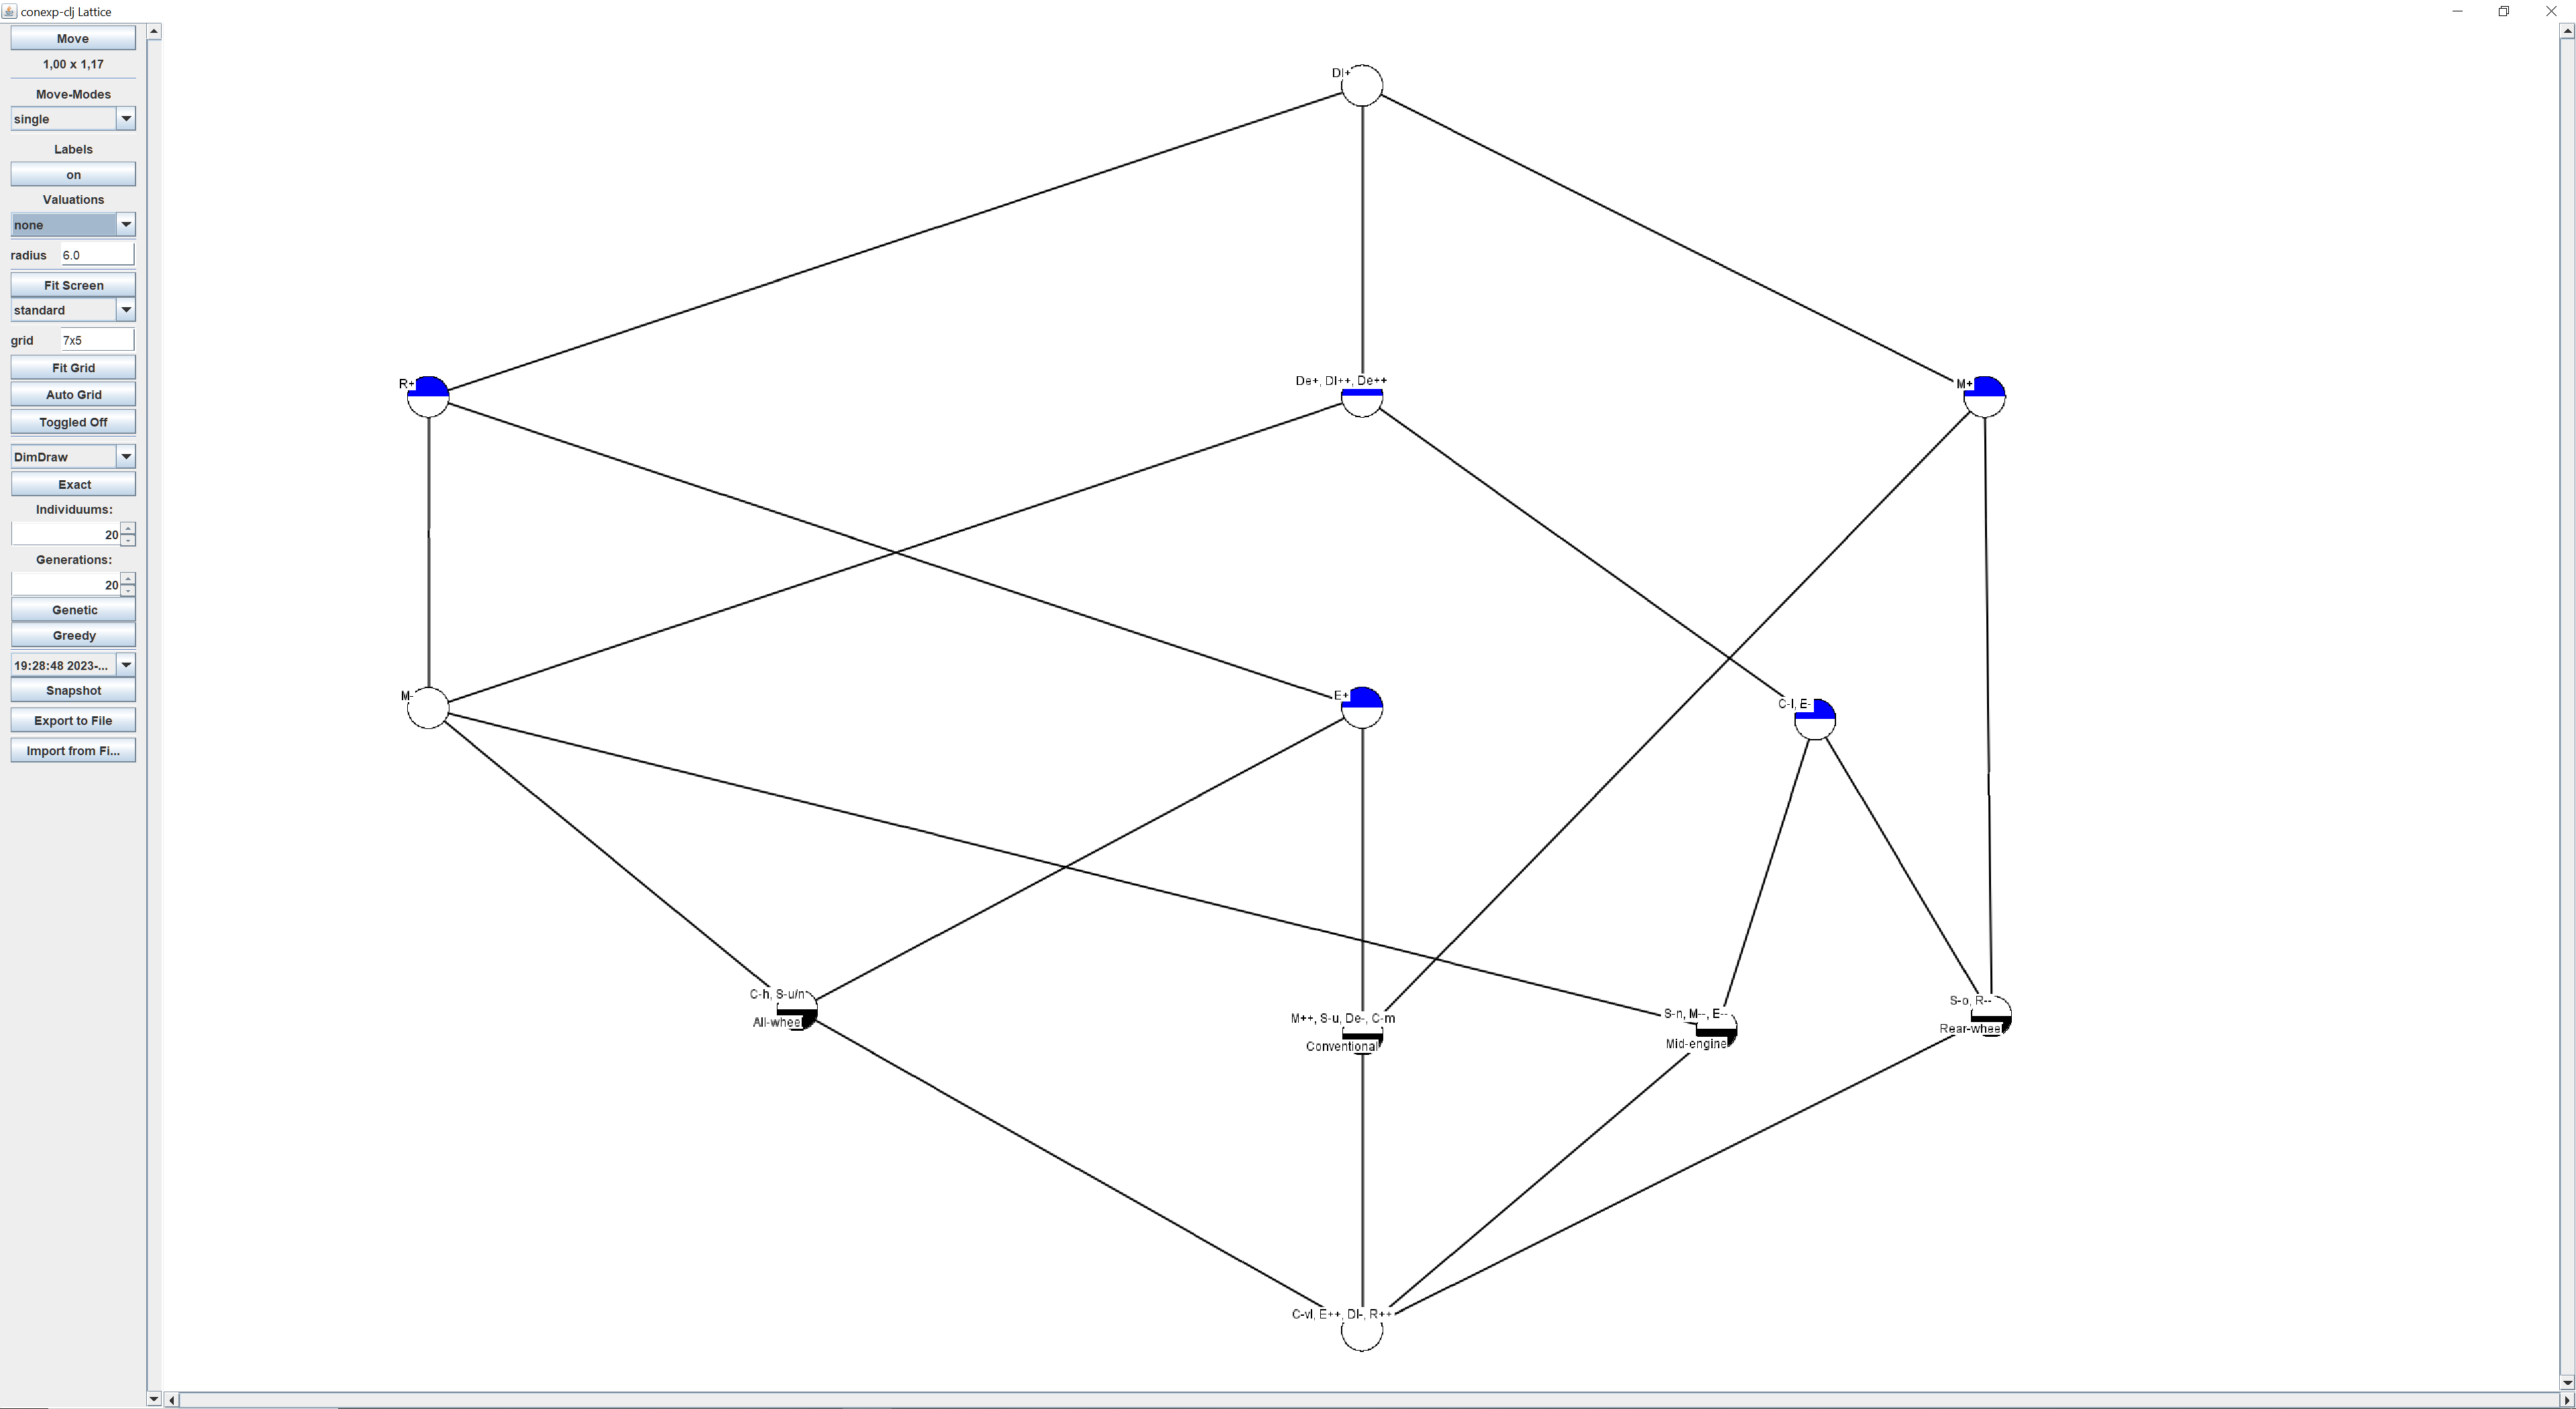 conexp-clj Lattice
Move
1,00 x 1,17
Move-Modes
single
Labels
on
Valuations
none
radius 6.0
Fit Screen
standard
grid 7x5
Fit Grid
Auto Grid
Toggled Off
DimDraw
Exact
Individuums:
20
Generations:
20
Genetic
Greedy
19:28:48 2023-...
Snapshot
Export to File
Import from Fi...
Dl+
R+
De+, Dl++, De++
M+
M-
E+
C-l, E-
C-h, S-u/n
All-wheel
M++, S-u, De-, C-m
Conventional
S-n, M--, E--
Mid-engine
S-o, R--
Rear-wheel
C-vl, E++, Dl-, R++